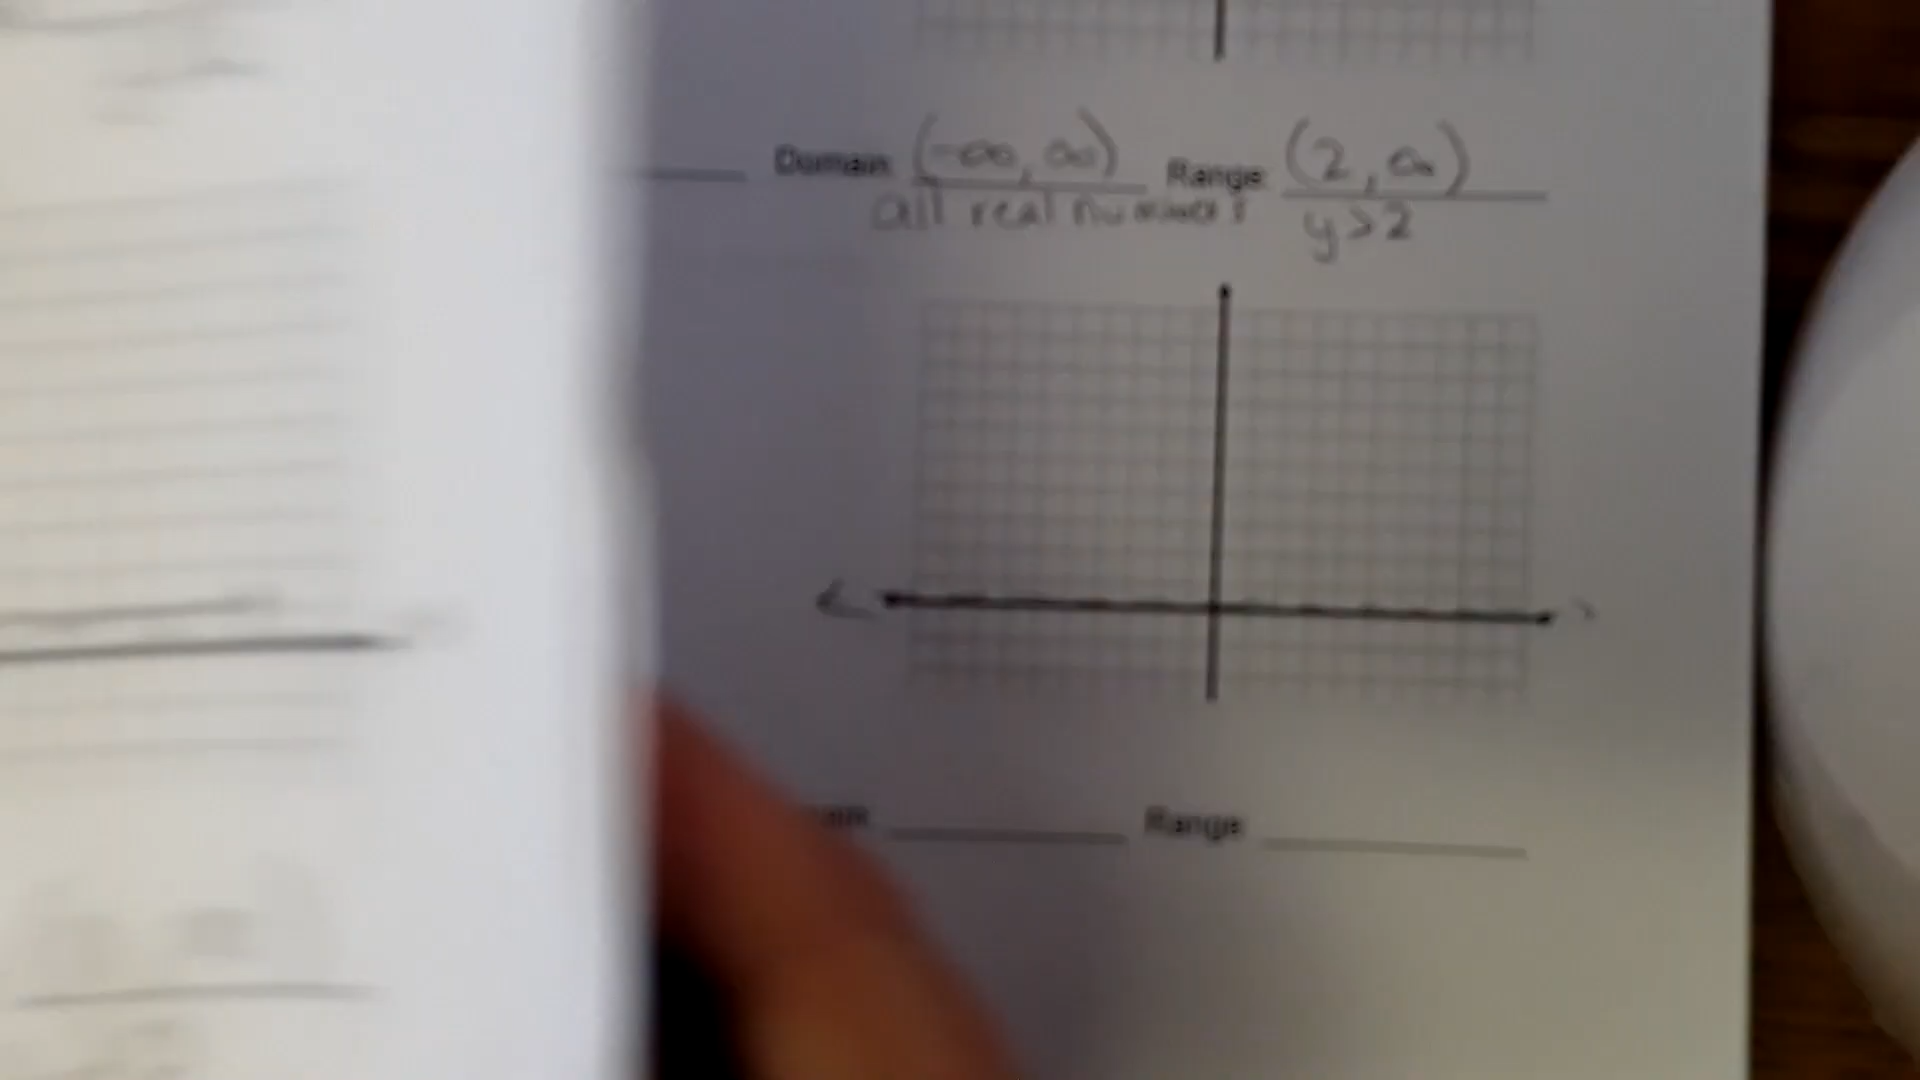 Domain: (-∞, ∞) Range: (2, ∞)
all real numbers y>2
Range: